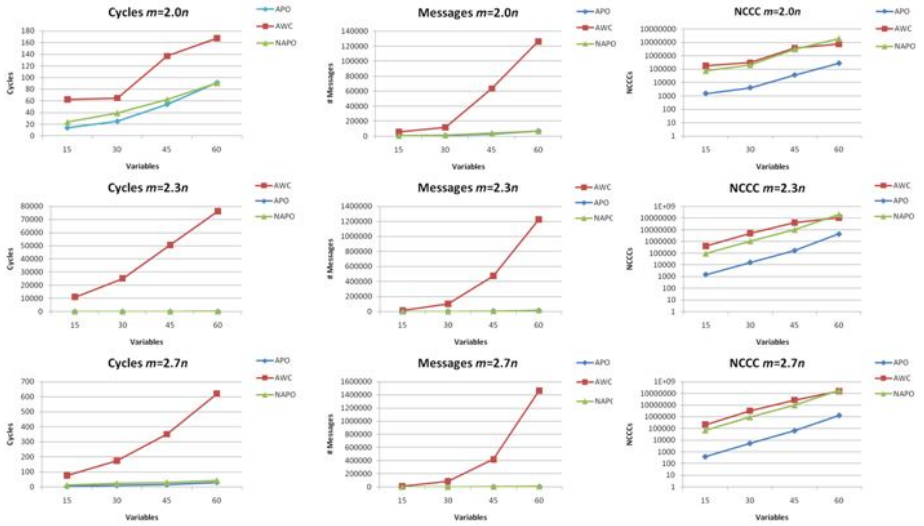 Cycles m=2.0n
180
160
140
120
100
80
60
40
20
0
Cycles
15 30 45 60
Variables
APO
AWC
NAPO
Messages m=2.0n
140000
120000
100000
80000
60000
40000
20000
0
# Messages
15 30 45 60
Variables
APO
AWC
NAPO
NCCC m=2.0n
10000000
1000000
100000
10000
1000
100
10
1
NCCCs
15 30 45 60
Variables
APO
AWC
NAPO
Cycles m=2.3n
80000
70000
60000
50000
40000
30000
20000
10000
0
Cycles
15 30 45 60
Variables
AWC
APO
NAPO
Messages m=2.3n
1400000
1200000
1000000
800000
600000
400000
200000
0
# Messages
15 30 45 60
Variables
AWC
APO
NAPC
NCCC m=2.3n
1E+09
10000000
1000000
100000
10000
1000
100
10
1
NCCCs
15 30 45 60
Variables
AWC
APO
NAPO
Cycles m=2.7n
700
600
500
400
300
200
100
0
Cycles
15 30 45 60
Variables
APO
AWC
NAPO
Messages m=2.7n
1600000
1400000
1200000
1000000
800000
600000
400000
200000
0
# Messages
15 30 45 60
Variables
APO
AWC
NAPC
NCCC m=2.7n
1E+09
10000000
1000000
100000
10000
1000
100
10
1
NCCCs
15 30 45 60
Variables
APO
AWC
NAPO